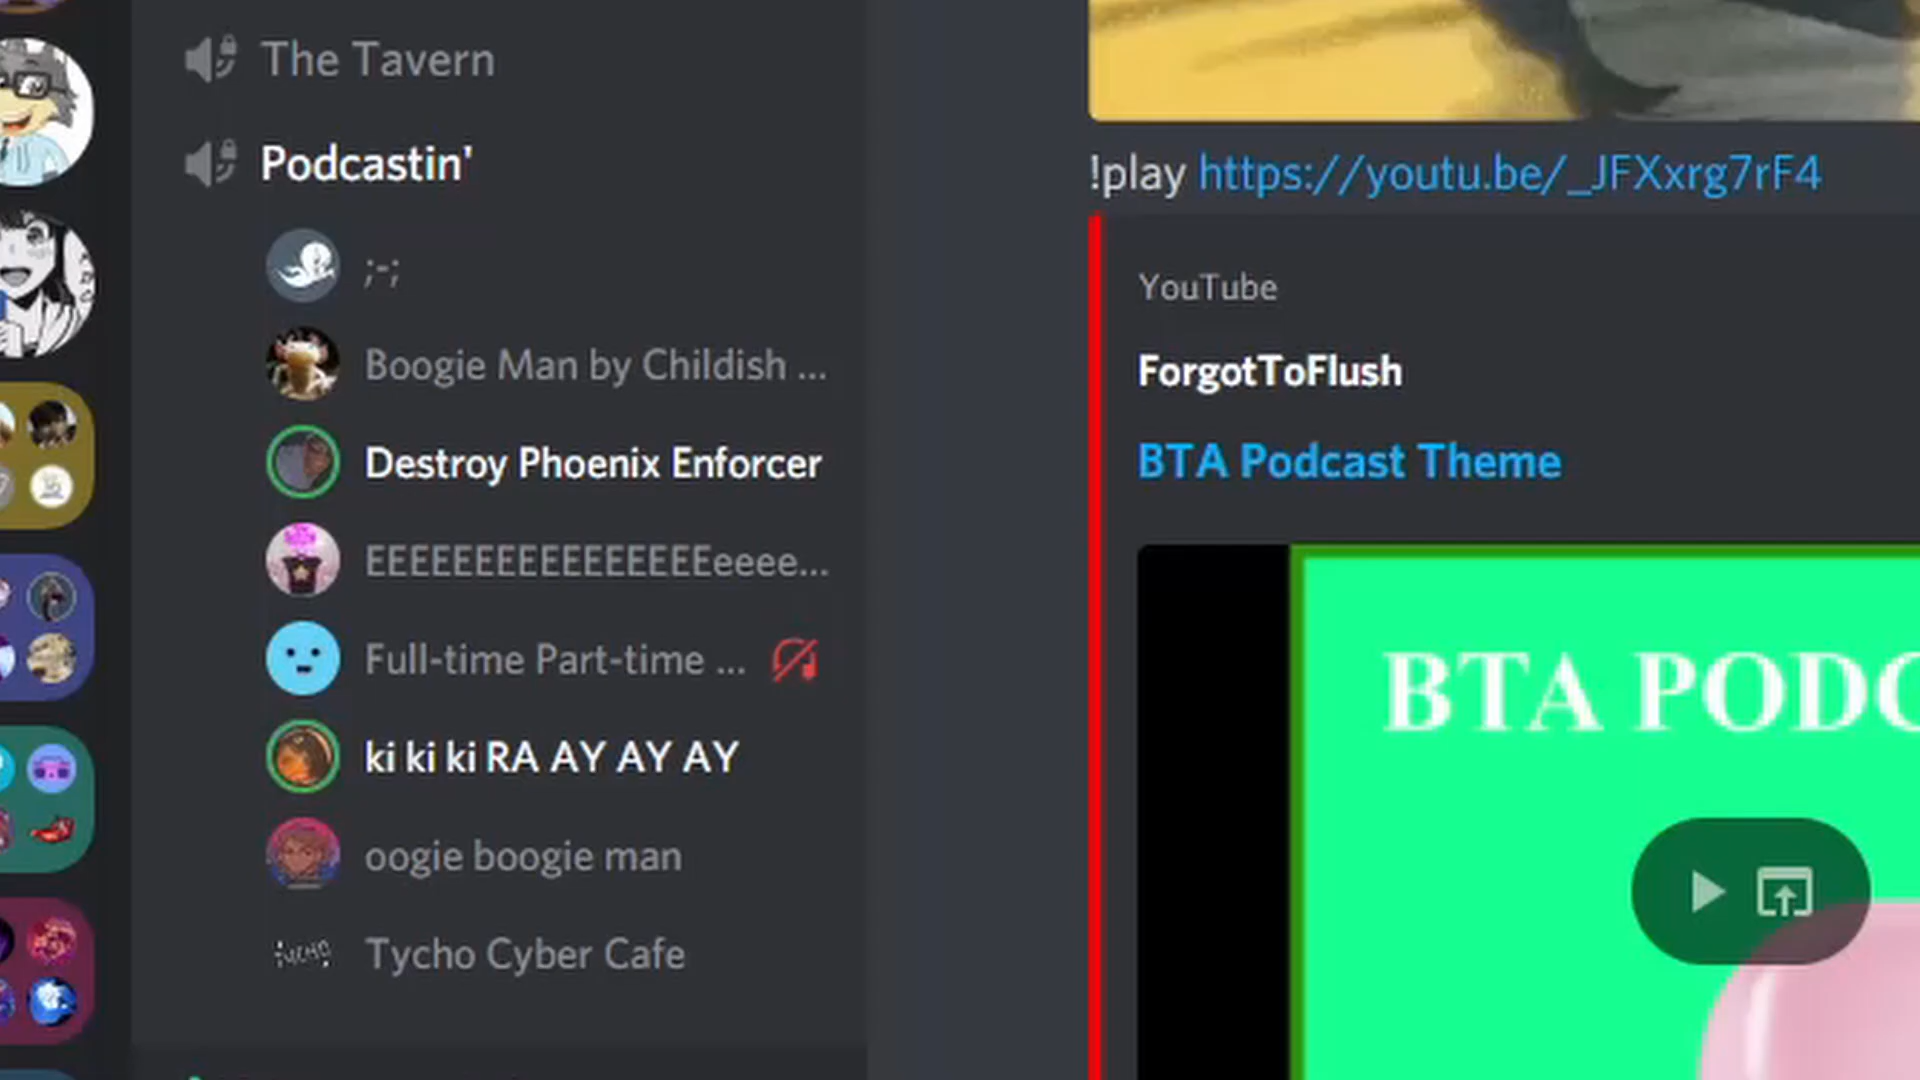 The Tavern
Podcastin'
;-;
Boogie Man by Childish ...
Destroy Phoenix Enforcer
EEEEEEEEEEEEEEEEeeee...
Full-time Part-time ...
ki ki ki RA AY AY AY
oogie boogie man
TYCHO
Tycho Cyber Cafe
!play https://youtu.be/_JFXxrg7rF4
YouTube
ForgotToFlush
BTA Podcast Theme
BTA PODC